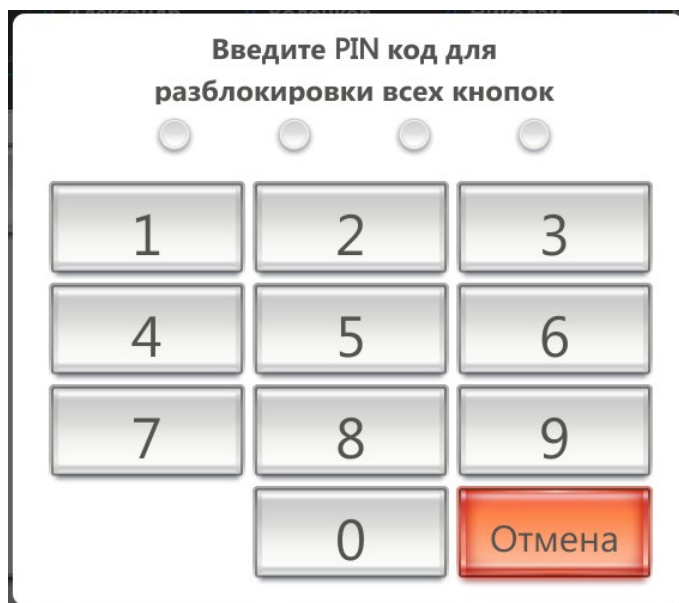 Введите PIN код для
разблокировки всех кнопок
1 2 3
4 5 6
7 8 9
0 Отмена